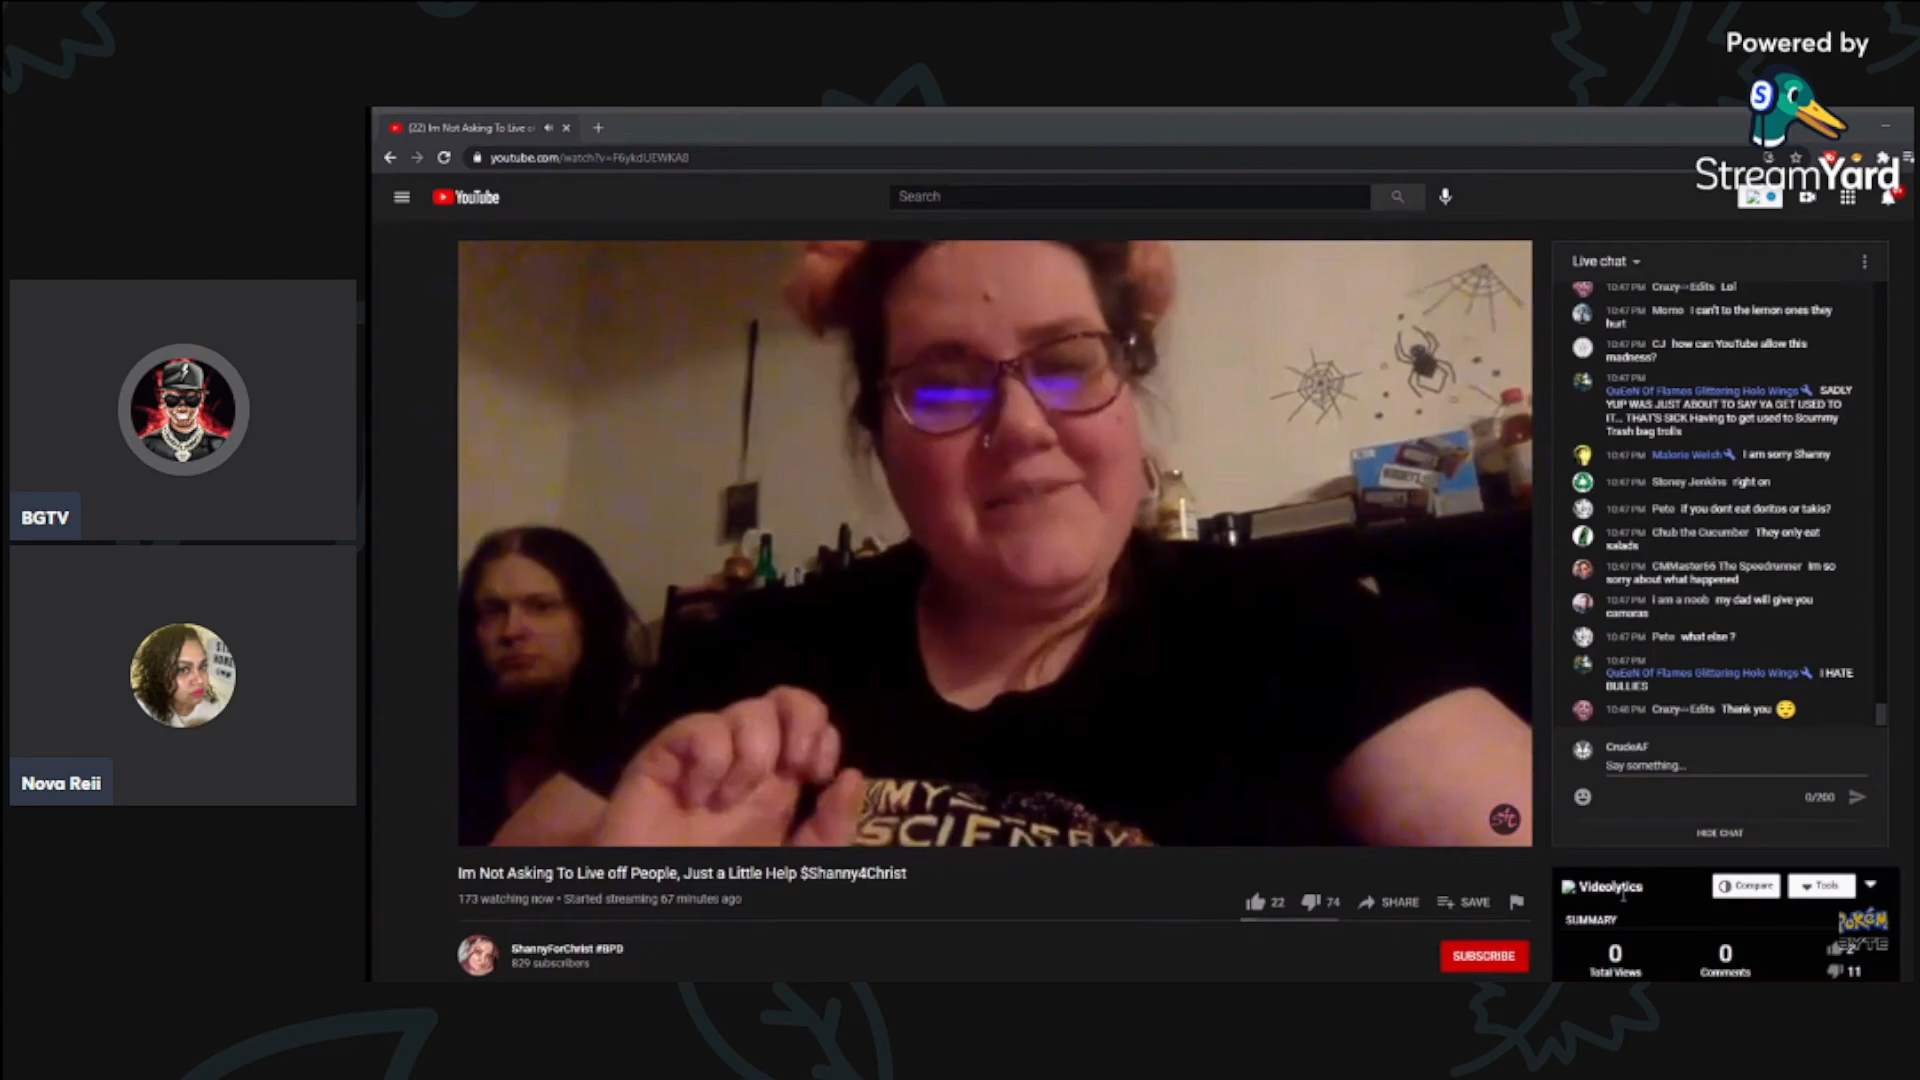 Powered by
StreamYard
(22) Im Not Asking To Live
youtube.com/watch?v=F6ykdUEWKA8
YouTube
Search
Live chat
10:47 PM Crazy--Edits Lol
10:47 PM Momo I can't to the lemon ones they
hurt
10:47 PM CJ how can YouTube allow this
madness?
10:47 PM
QuEeN Of Flames Glittering Holo Wings SADLY
YUP WAS JUST ABOUT TO SAY YA GET USED TO
IT... THAT'S SICK Having to get used to Scummy
Trash bag trolls
10:47 PM Malorie Welsh I am sorry Shanny
10:47 PM Stoney Jenkins right on
10:47 PM Pete if you dont eat doritos or takis?
10:47 PM Chub the Cucumber They only eat
salads
10:47 PM CMMaster66 The Speedrunner Im so
sorry about what happened
10:47 PM i am a noob my dad will give you
cameras
10:47 PM Pete what else ?
10:47 PM
QuEeN Of Flames Glittering Holo Wings I HATE
BULLIES
10:48 PM Crazy--Edits Thank you
CrudeAF
Say something...
0/200
HIDE CHAT
BGTV
Nova Reii
MY
SCIENCE
Im Not Asking To Live off People, Just a Little Help $Shanny4Christ
173 watching now • Started streaming 67 minutes ago
22 74 SHARE SAVE
ShannyForChrist #BPD
829 subscribers
SUBSCRIBE
Videolytics
Compare
Tools
SUMMARY
POKÉM
BYTE
0 0 2
Total Views Comments 11